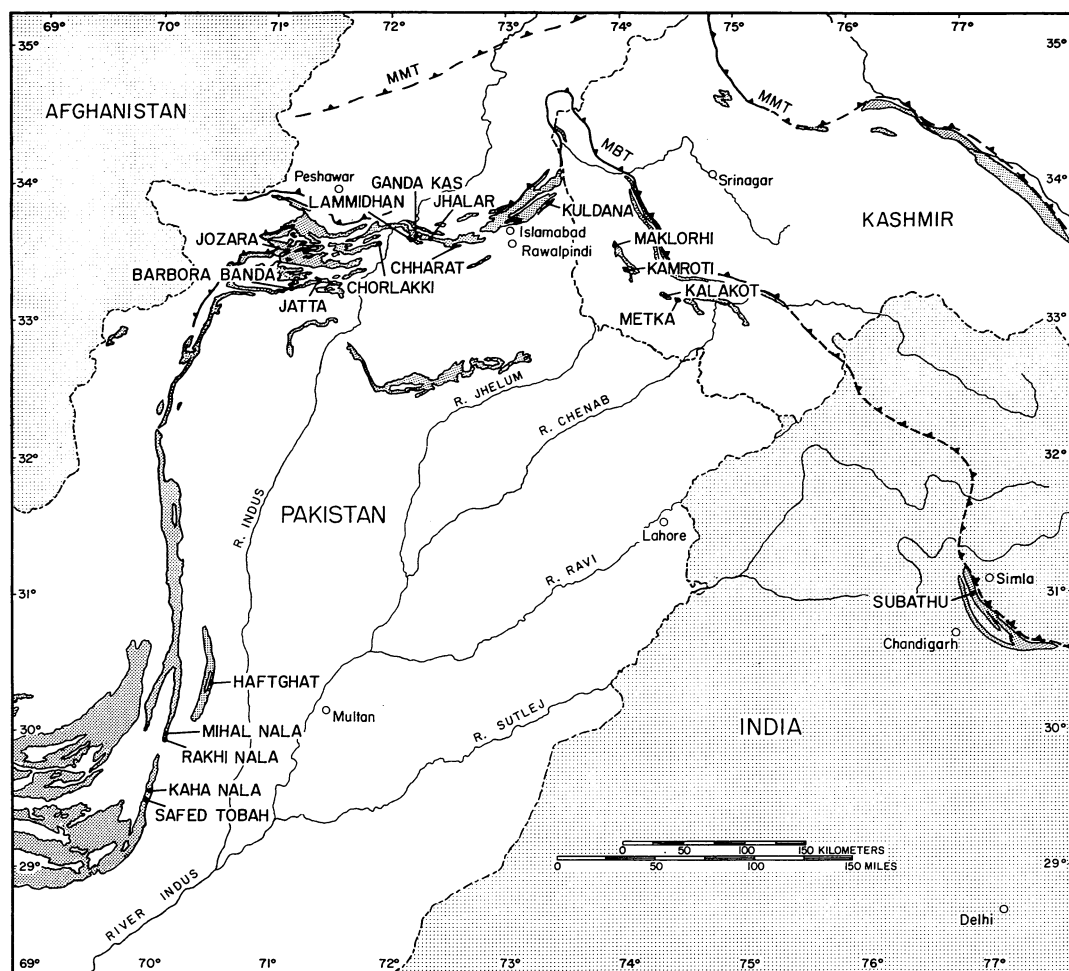 69° 70° 71° 72° 73° 74° 75° 76° 77°
35° 35°
MMT
MMT
AFGHANISTAN
MBT
34° 34°
Peshawar
GANDA KAS
Srinagar
LAMMIDHAN JHALAR
KULDANA
KASHMIR
JOZARA
Islamabad
MAKLORHI
Rawalpindi
CHHARAT
KAMROTI
BARBORA BANDA
CHORLAKKI
KALAKOT
JATTA
METKA
33° 33°
R. JHELUM
R. CHENAB
32° 32°
R. INDUS
PAKISTAN
Lahore
R. RAVI
Simla
31° 31°
SUBATHU
Chandigarh
HAFTGHAT
Multan
30° 30°
MIHAL NALA
R. SUTLEJ
INDIA
RAKHI NALA
KAHA NALA
SAFED TOBAH
0 50 100 150 KILOMETERS
0 50 100 150 MILES
29° 29°
RIVER INDUS
Delhi
69° 70° 71° 72° 73° 74° 75° 76° 77°